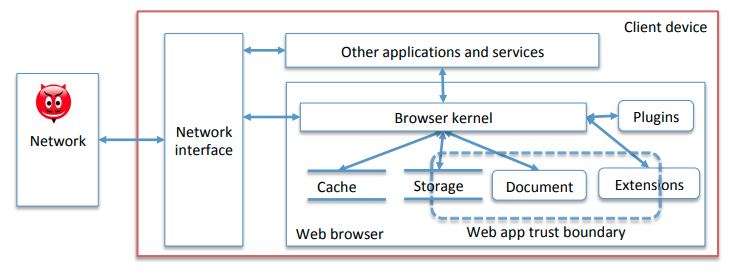 Client device
Other applications and services
Network
Network
interface
Browser kernel
Plugins
Cache
Storage
Document
Extensions
Web browser
Web app trust boundary